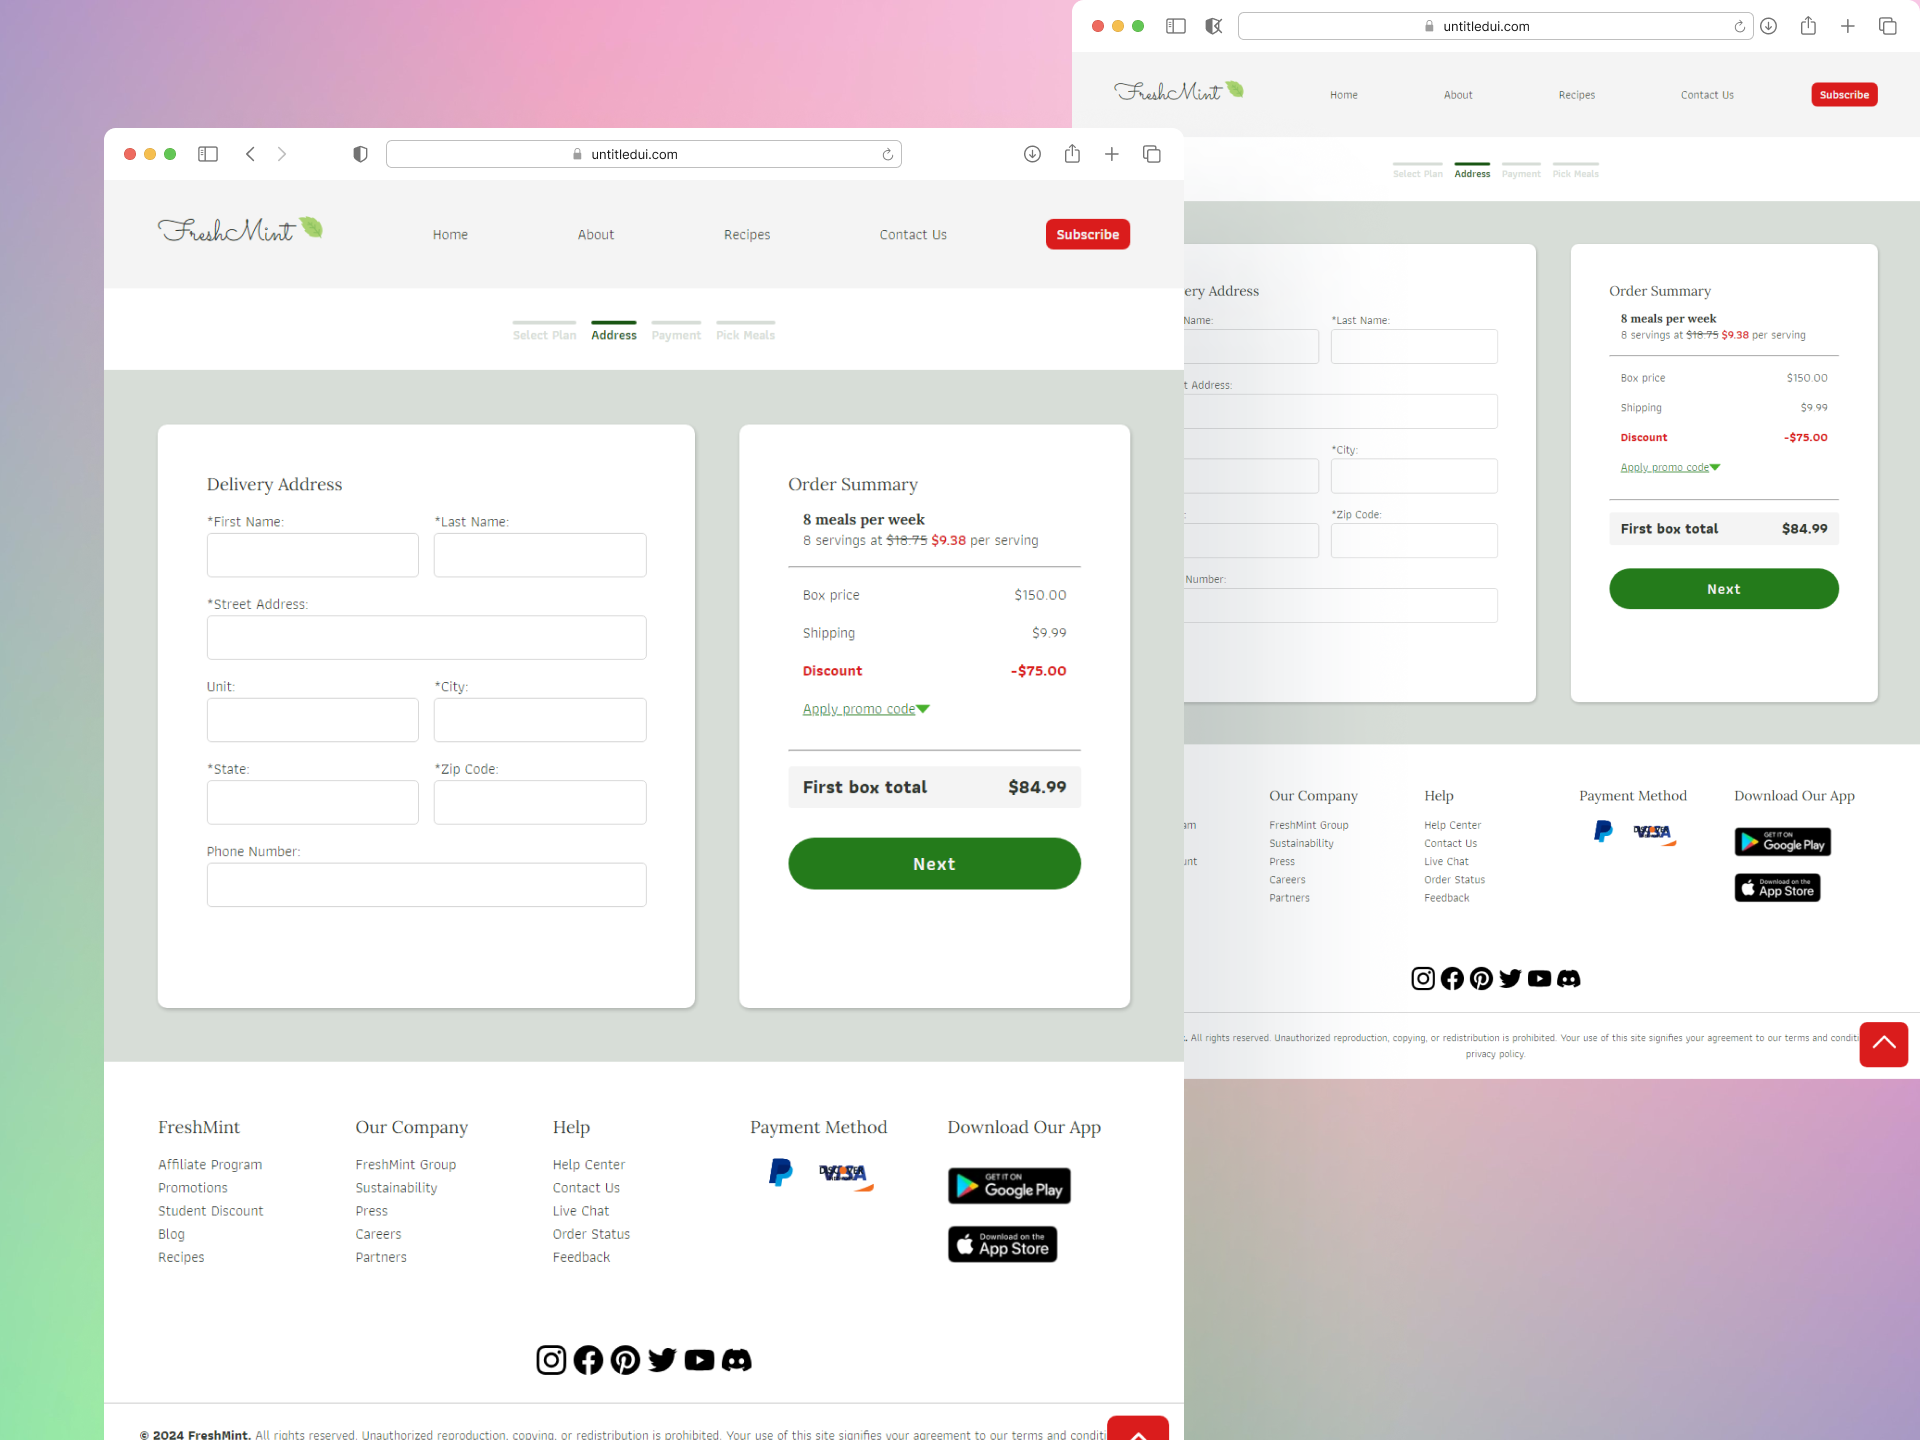 untitledui.com
FreshMint
Home
About
Recipes
Contact Us
Subscribe
Select Plan
Address
Payment
Pick Meals
Delivery Address
*First Name:
*Last Name:
*Street Address:
Unit:
*City:
*State:
*Zip Code:
Phone Number:
Order Summary
8 meals per week
8 servings at $18.75 $9.38 per serving
Box price $150.00
Shipping $9.99
Discount -$75.00
Apply promo code
First box total $84.99
Next
FreshMint
Affiliate Program
Promotions
Student Discount
Blog
Recipes
Our Company
FreshMint Group
Sustainability
Press
Careers
Partners
Help
Help Center
Contact Us
Live Chat
Order Status
Feedback
Payment Method
VISA
Download Our App
GET IT ON
Google Play
Download on the
App Store
© 2024 FreshMint. All rights reserved. Unauthorized reproduction, copying, or redistribution is prohibited. Your use of this site signifies your agreement to our terms and conditi
untitledui.com
FreshMint
Home
About
Recipes
Contact Us
Subscribe
Select Plan
Address
Payment
Pick Meals
ery Address
Name:
*Last Name:
t Address:
*City:
*Zip Code:
Number:
Order Summary
8 meals per week
8 servings at $18.75 $9.38 per serving
Box price $150.00
Shipping $9.99
Discount -$75.00
Apply promo code
First box total $84.99
Next
am
unt
Our Company
FreshMint Group
Sustainability
Press
Careers
Partners
Help
Help Center
Contact Us
Live Chat
Order Status
Feedback
Payment Method
VISA
Download Our App
GET IT ON
Google Play
Download on the
App Store
. All rights reserved. Unauthorized reproduction, copying, or redistribution is prohibited. Your use of this site signifies your agreement to our terms and conditi
privacy policy.